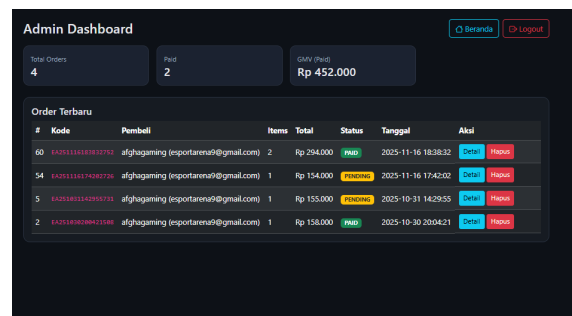 Admin Dashboard
Beranda
Logout
Total Orders
4
Paid
2
GMV (Paid)
Rp 452.000
Order Terbaru
# Kode Pembeli Items Total Status Tanggal Aksi
60 EA251116183832752 afghagaming (esportarena9@gmail.com) 2 Rp 294.000 PAID 2025-11-16 18:38:32 Detail Hapus
54 EA251116174202726 afghagaming (esportarena9@gmail.com) 1 Rp 154.000 PENDING 2025-11-16 17:42:02 Detail Hapus
5 EA251031142955731 afghagaming (esportarena9@gmail.com) 1 Rp 155.000 PENDING 2025-10-31 14:29:55 Detail Hapus
2 afghagaming (esportarena9@gmail.com) 1 Rp 158.000 PAID 2025-10-30 20:04:21 Detail Hapus